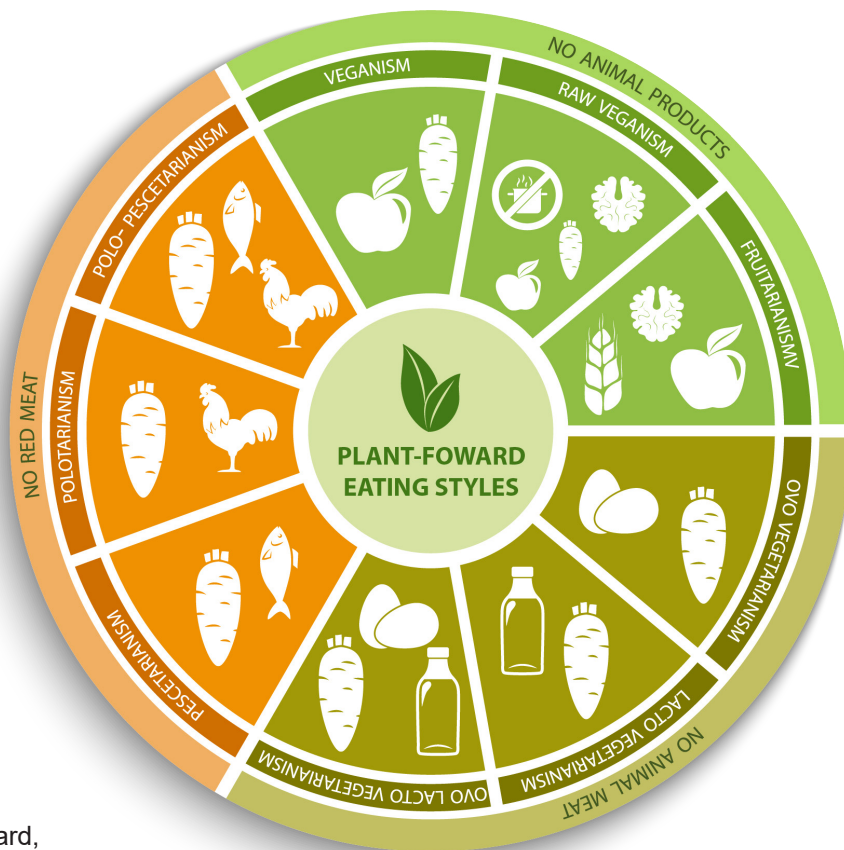 NO ANIMAL PRODUCTS
VEGANISM
RAW VEGANISM
FRUITARIANISMV
NO ANIMAL MEAT
OVO VEGETARIANISM
LACTO VEGETARIANISM
OVO LACTO VEGETARIANISM
NO RED MEAT
PESCETARIANISM
POLOTARIANISM
POLO- PESCETARIANISM
PLANT-FOWARD
EATING STYLES
ard,